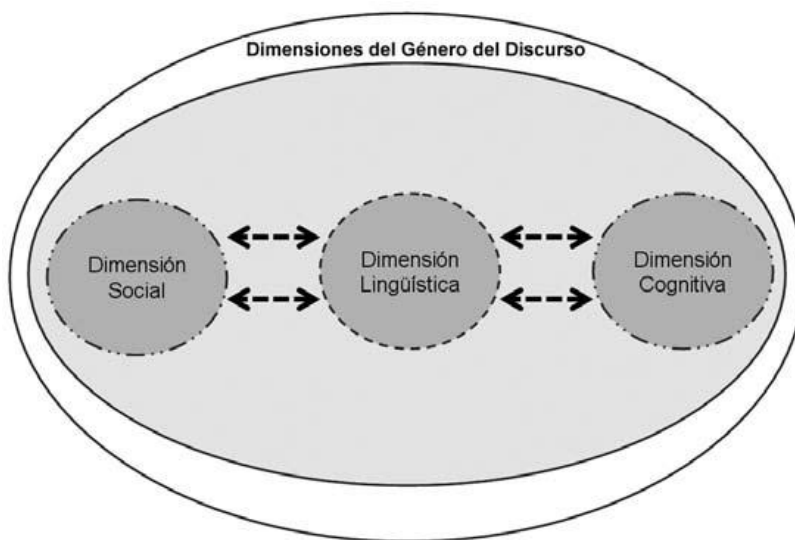 Dimensiones del Género del Discurso
Dimensión
Social
Dimensión
Lingüística
Dimensión
Cognitiva